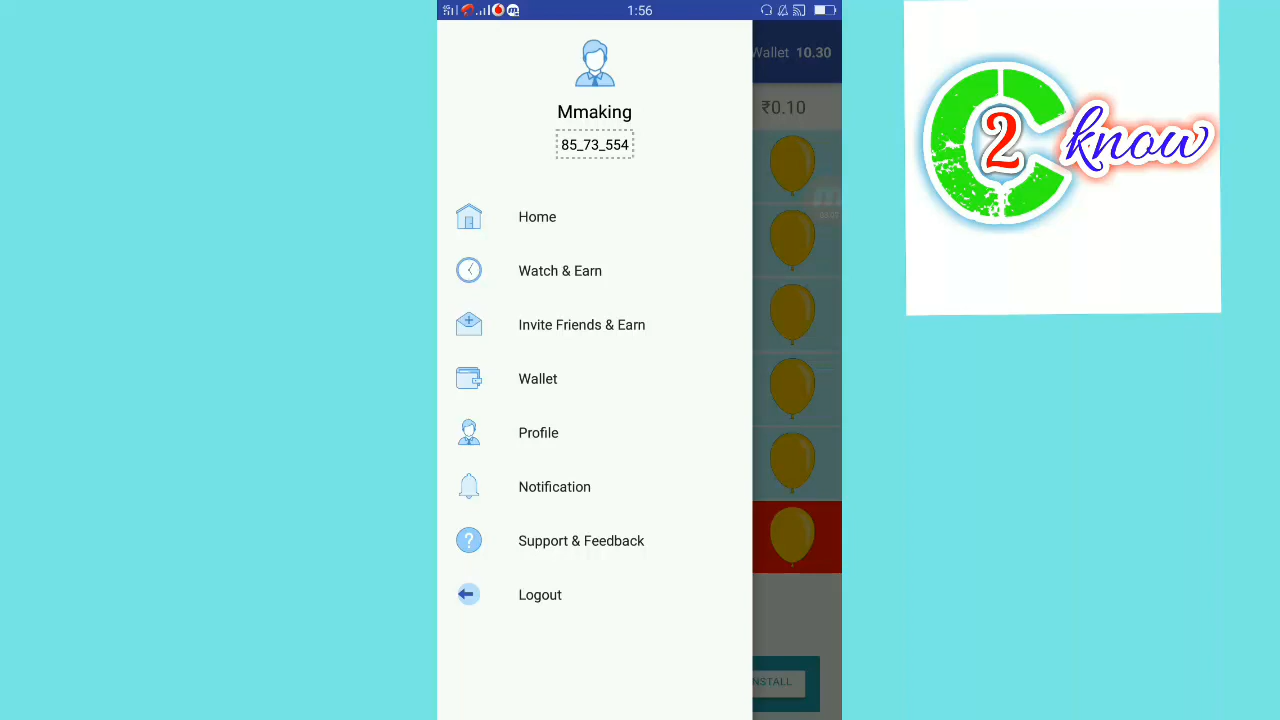 1:56
Wallet 10.30
₹0.10
Mmaking
85_73_554
Home
Watch & Earn
Invite Friends & Earn
Wallet
Profile
Notification
Support & Feedback
Logout
NSTALL
C 2 know